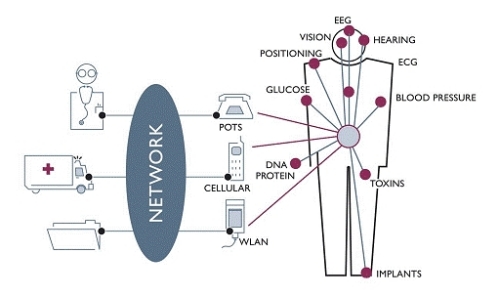 EEG
VISION
HEARING
POSITIONING
ECG
GLUCOSE
BLOOD PRESSURE
POTS
NETWORK
DNA
PROTEIN
CELLULAR
TOXINS
WLAN
IMPLANTS